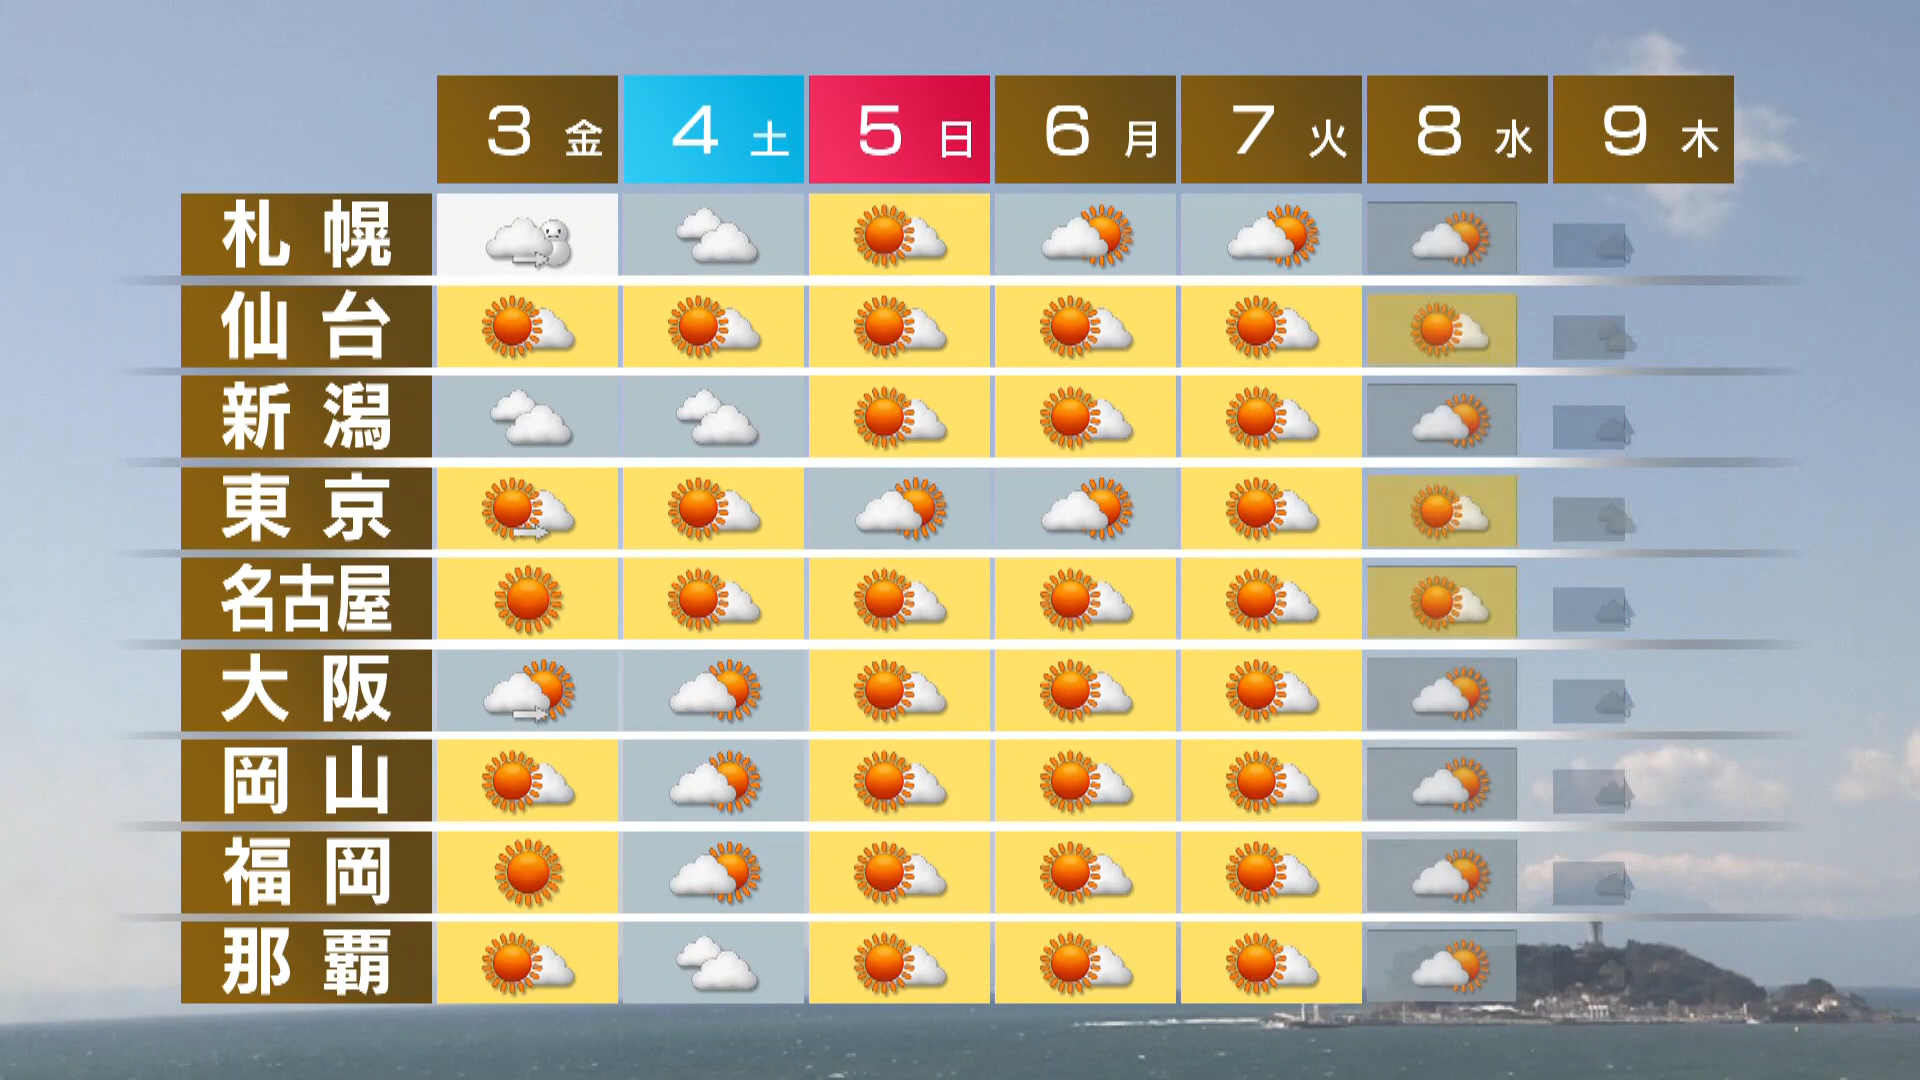 3 金 4 土 5 日 6 月 7 火 8 水 9 木
札幌
仙台
新潟
東京
名古屋
大阪
岡山
福岡
那覇